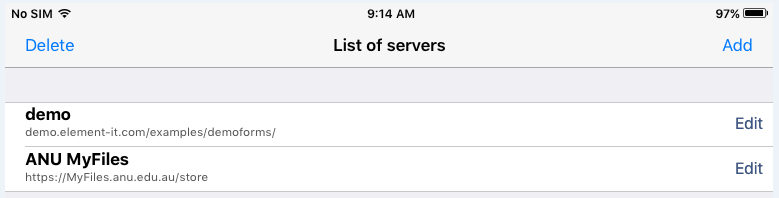 No SIM 9:14 AM 97%
Delete List of servers Add
demo
demo.element-it.com/examples/demoforms/
Edit
ANU MyFiles
https://MyFiles.anu.edu.au/store
Edit